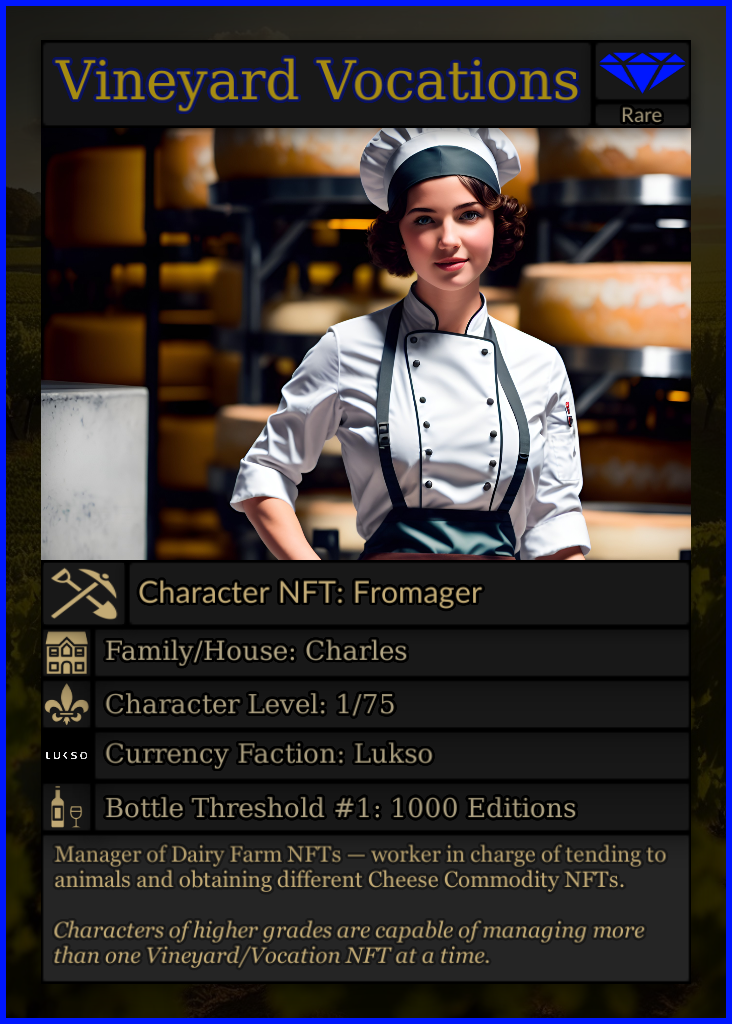 Vineyard Vocations
Rare
Character NFT: Fromager
Family/House: Charles
Character Level: 1/75
LUKSO
Currency Faction: Lukso
Bottle Threshold #1: 1000 Editions
Manager of Dairy Farm NFTs — worker in charge of tending to
animals and obtaining different Cheese Commodity NFTs.
Characters of higher grades are capable of managing more
than one Vineyard/Vocation NFT at a time.